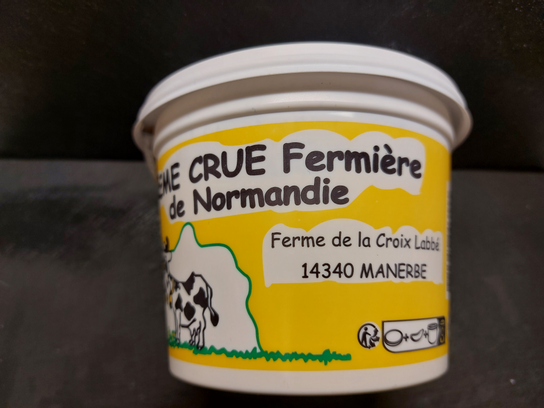 EME CRUE Fermière
de Normandie
Ferme de la Croix Labbé
14340 MANERBE